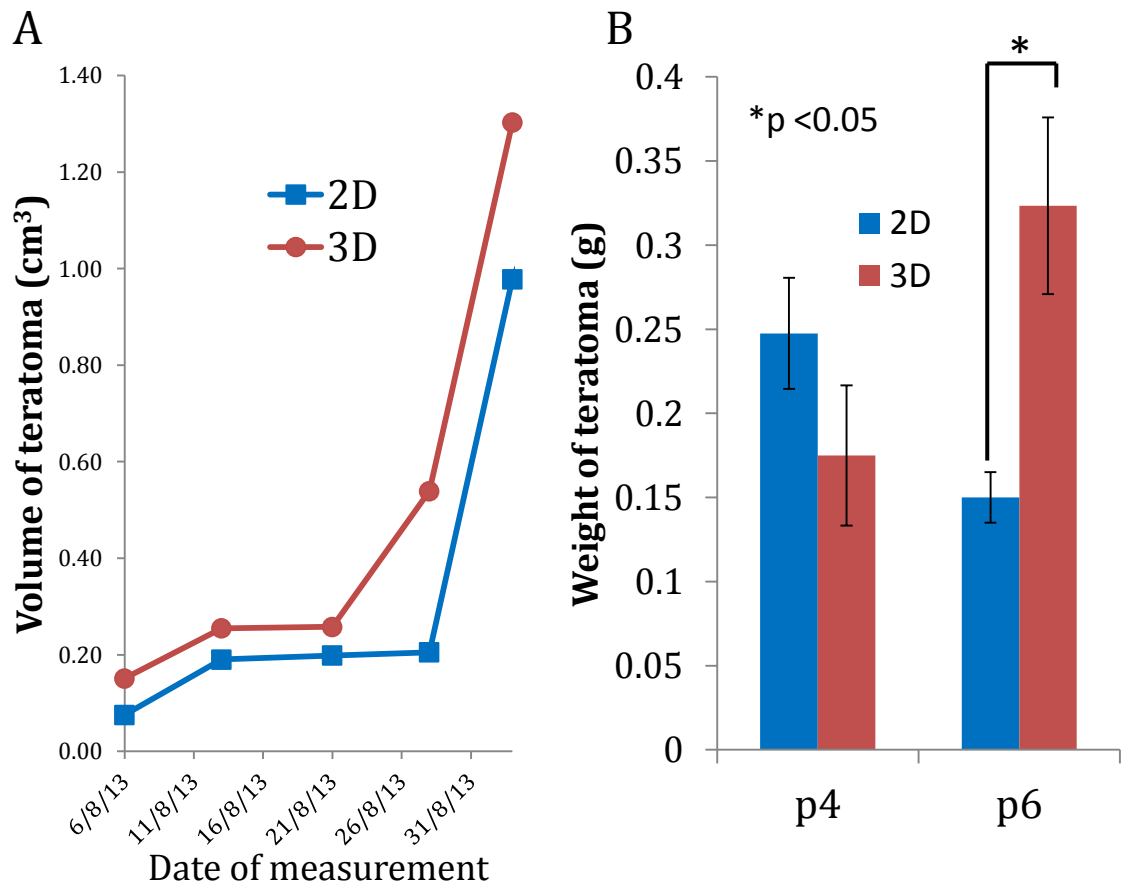 A
Volume of teratoma (cm³)
1.40
1.20
1.00
0.80
0.60
0.40
0.20
0.00
2D
3D
6/8/13
11/8/13
16/8/13
21/8/13
26/8/13
31/8/13
Date of measurement
B
Weight of teratoma (g)
0.4
0.35
0.3
0.25
0.2
0.15
0.1
0.05
0
*p <0.05
*
2D
3D
p4
p6